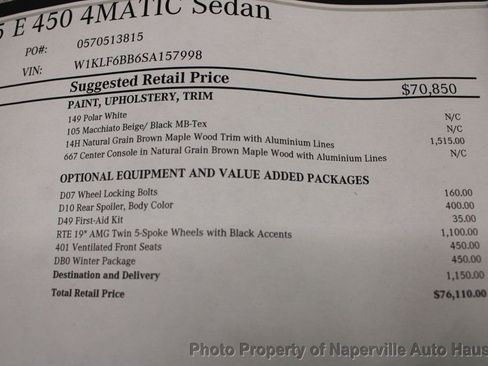 5 E 450 4MATIC Sedan
PO#: 0570513815
VIN: W1KLF6BB6SA157998
Suggested Retail Price $70,850
PAINT, UPHOLSTERY, TRIM
149 Polar White N/C
105 Macchiato Beige/ Black MB-Tex N/C
14H Natural Grain Brown Maple Wood Trim with Aluminium Lines 1,515.00
667 Center Console in Natural Grain Brown Maple Wood with Aluminium Lines N/C
OPTIONAL EQUIPMENT AND VALUE ADDED PACKAGES
D07 Wheel Locking Bolts 160.00
D10 Rear Spoiler, Body Color 400.00
D49 First-Aid Kit 35.00
RTE 19" AMG Twin 5-Spoke Wheels with Black Accents 1,100.00
401 Ventilated Front Seats 450.00
DB0 Winter Package 450.00
Destination and Delivery 1,150.00
Total Retail Price $76,110.00
Photo Property of Naperville Auto Haus